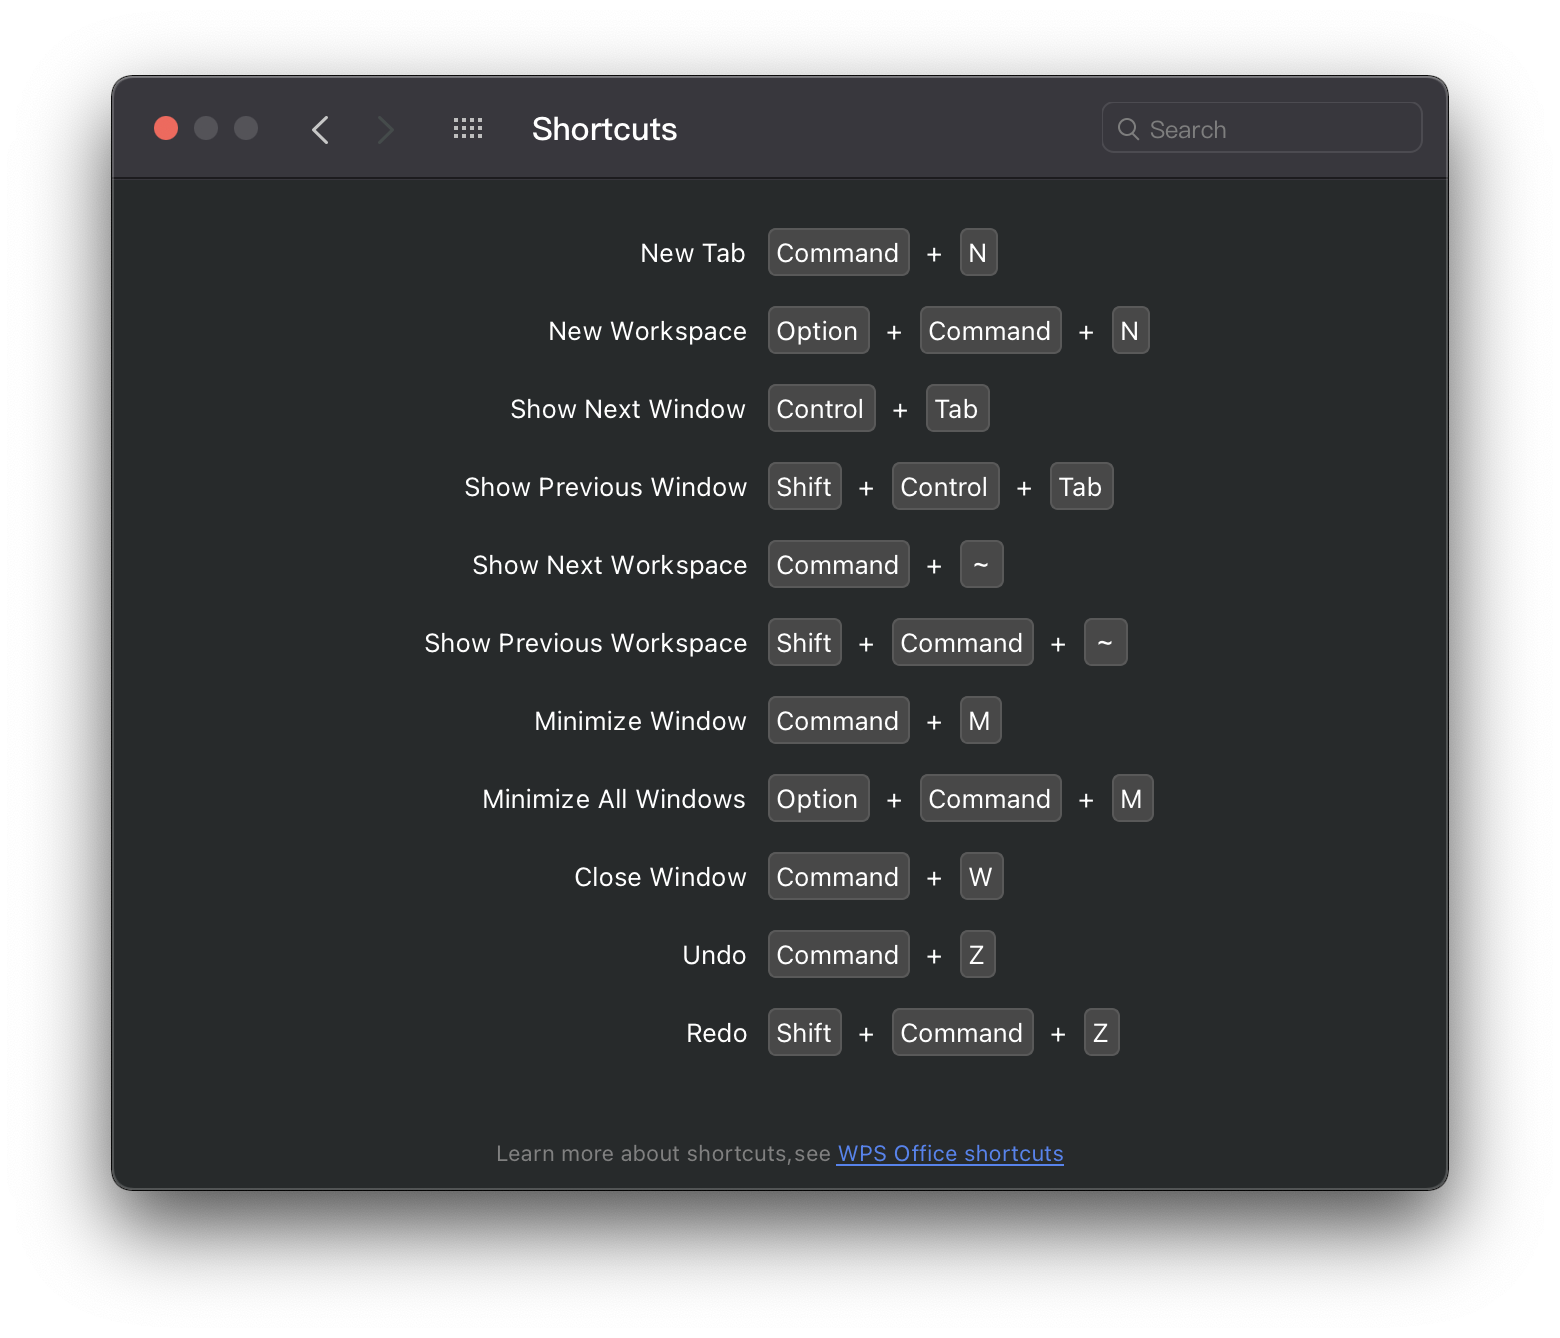 Shortcuts
Search
New Tab Command + N
New Workspace Option + Command + N
Show Next Window Control + Tab
Show Previous Window Shift + Control + Tab
Show Next Workspace Command + ~
Show Previous Workspace Shift + Command + ~
Minimize Window Command + M
Minimize All Windows Option + Command + M
Close Window Command + W
Undo Command + Z
Redo Shift + Command + Z
Learn more about shortcuts,see WPS Office shortcuts